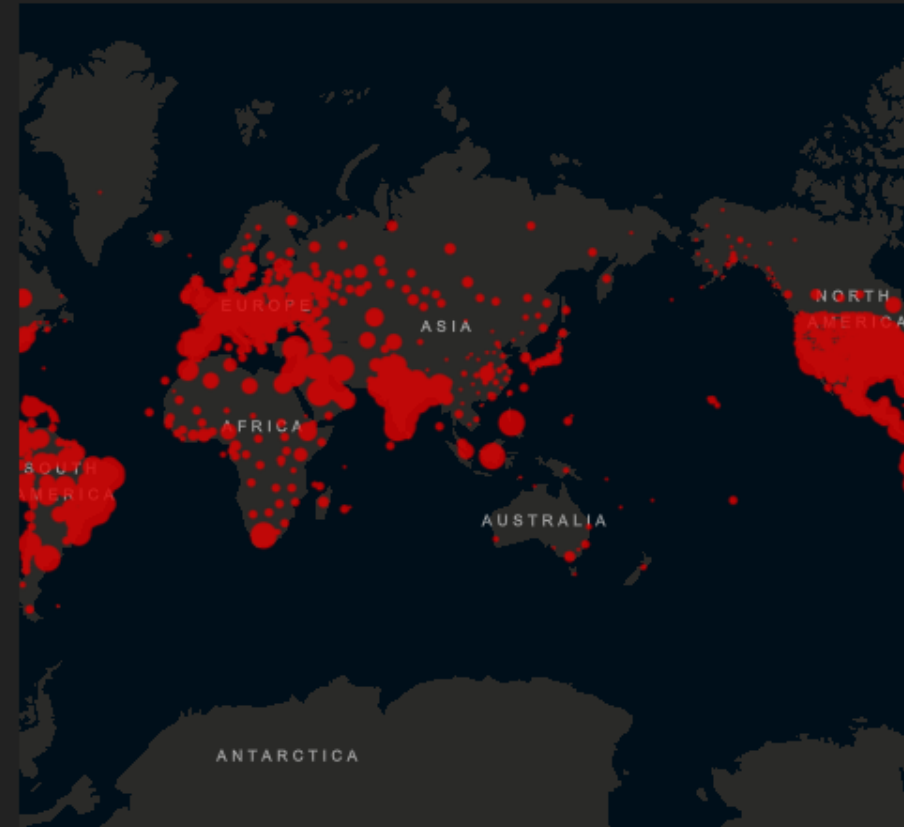 EUROPE
ASIA
NORTH
AMERICA
AFRICA
SOUTH
AMERICA
AUSTRALIA
ANTARCTICA